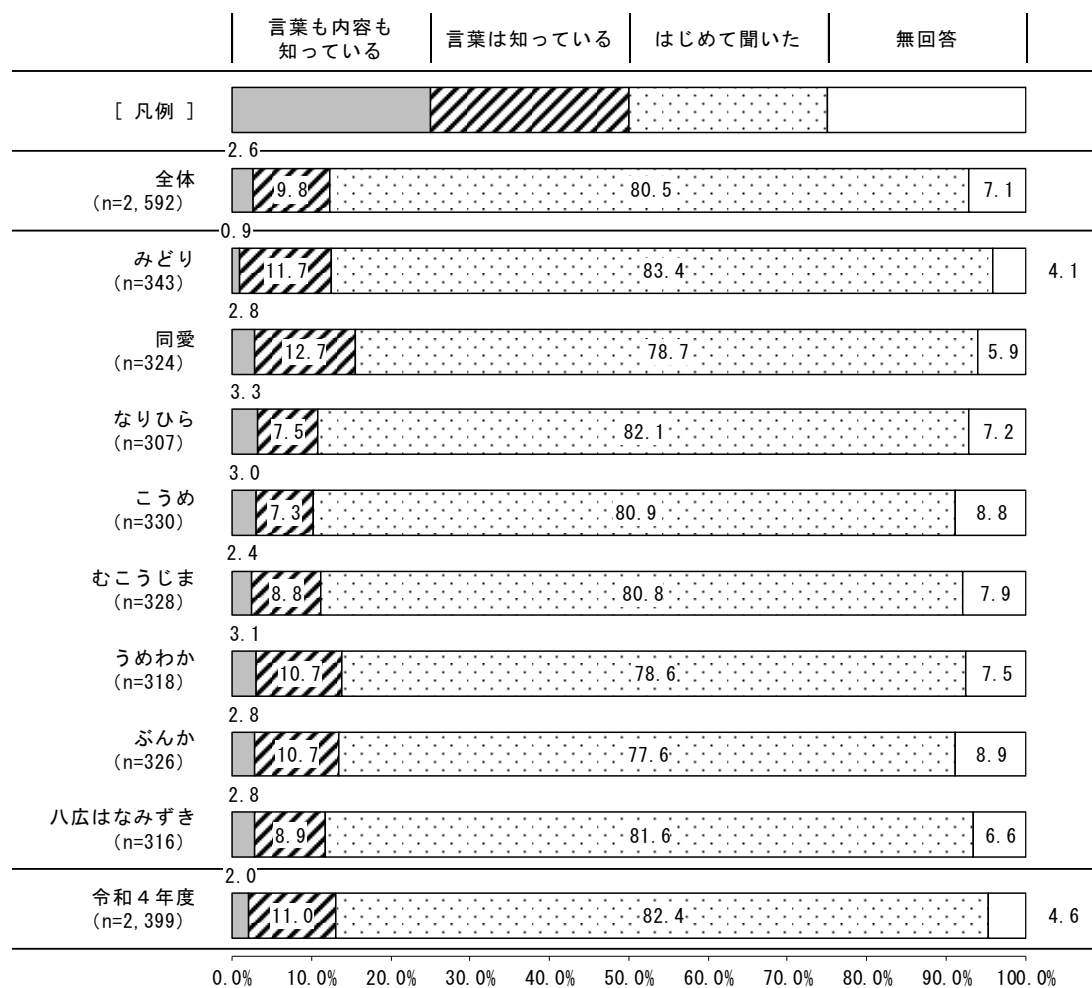 言葉も内容も
知っている
言葉は知っている
はじめて聞いた
無回答
[ 凡例 ]
2.6
全体
(n=2,592)
9.8
80.5
7.1
0.9
みどり
(n=343)
11.7
83.4
4.1
2.8
同愛
(n=324)
12.7
78.7
5.9
3.3
なりひら
(n=307)
7.5
82.1
7.2
3.0
こうめ
(n=330)
7.3
80.9
8.8
2.4
むこうじま
(n=328)
8.8
80.8
7.9
3.1
うめわか
(n=318)
10.7
78.6
7.5
2.8
ぶんか
(n=326)
10.7
77.6
8.9
2.8
八広はなみずき
(n=316)
8.9
81.6
6.6
2.0
令和４年度
(n=2,399)
11.0
82.4
4.6
0.0% 10.0% 20.0% 30.0% 40.0% 50.0% 60.0% 70.0% 80.0% 90.0% 100.0%